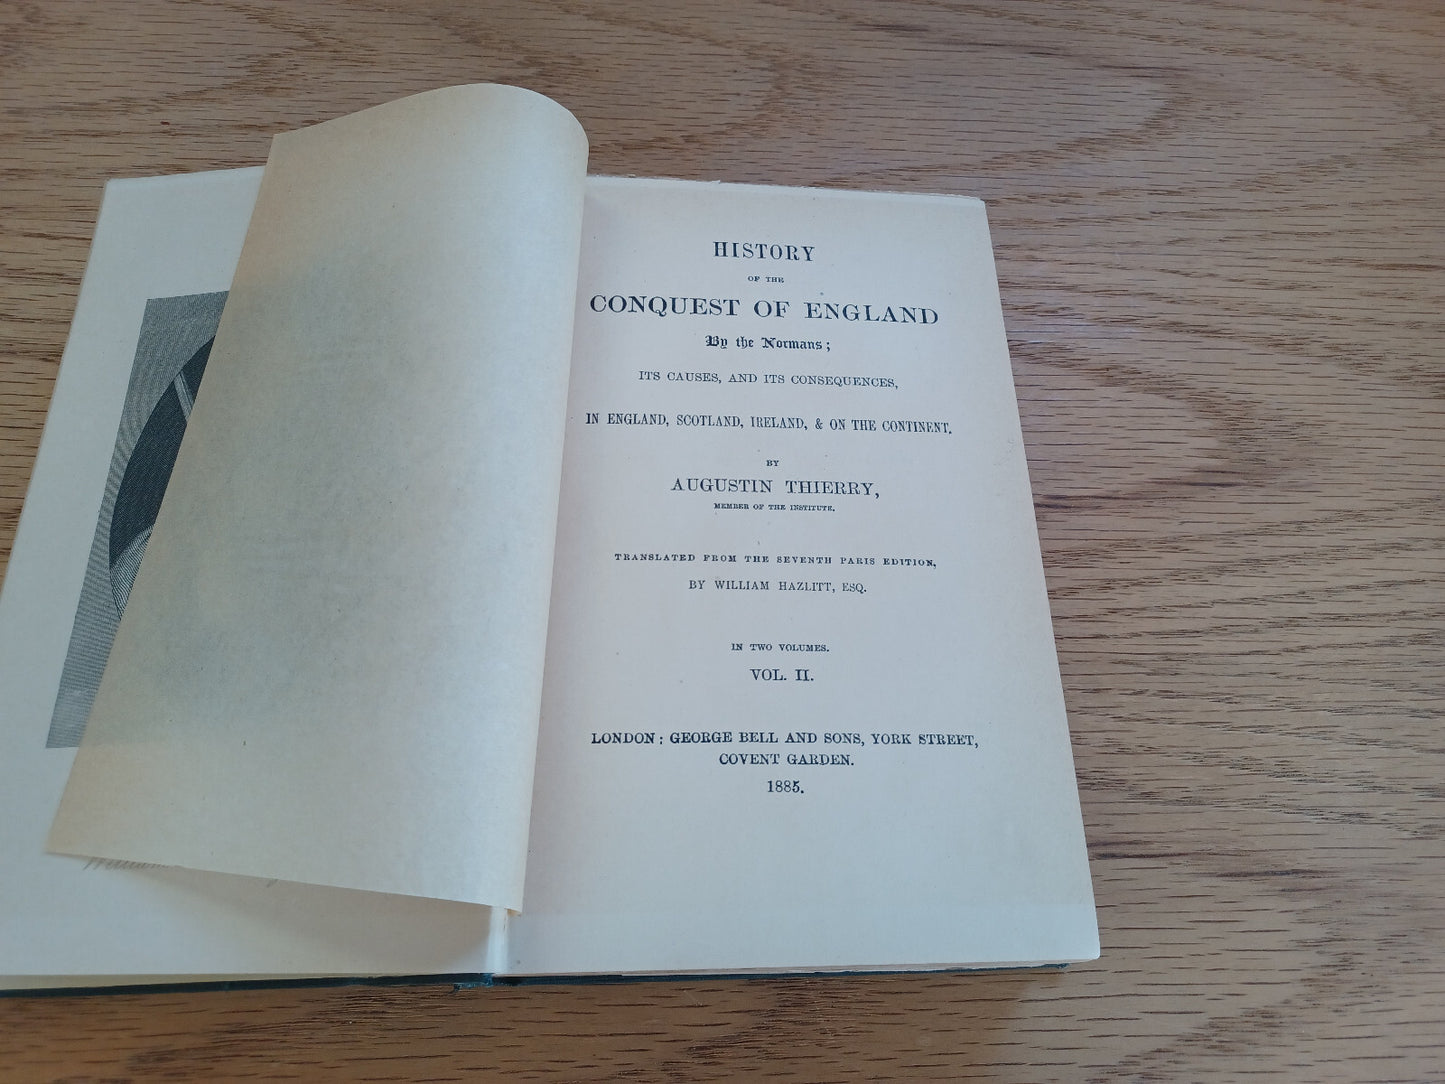 William
HISTORY
OF THE
CONQUEST OF ENGLAND
By the Normans;
ITS CAUSES, AND ITS CONSEQUENCES,
IN ENGLAND, SCOTLAND, IRELAND, & ON THE CONTINENT.
BY
AUGUSTIN THIERRY,
MEMBER OF THE INSTITUTE.
TRANSLATED FROM THE SEVENTH PARIS EDITION,
BY WILLIAM HAZLITT, ESQ.
IN TWO VOLUMES.
VOL. II.
LONDON: GEORGE BELL AND SONS, YORK STREET,
COVENT GARDEN.
1885.